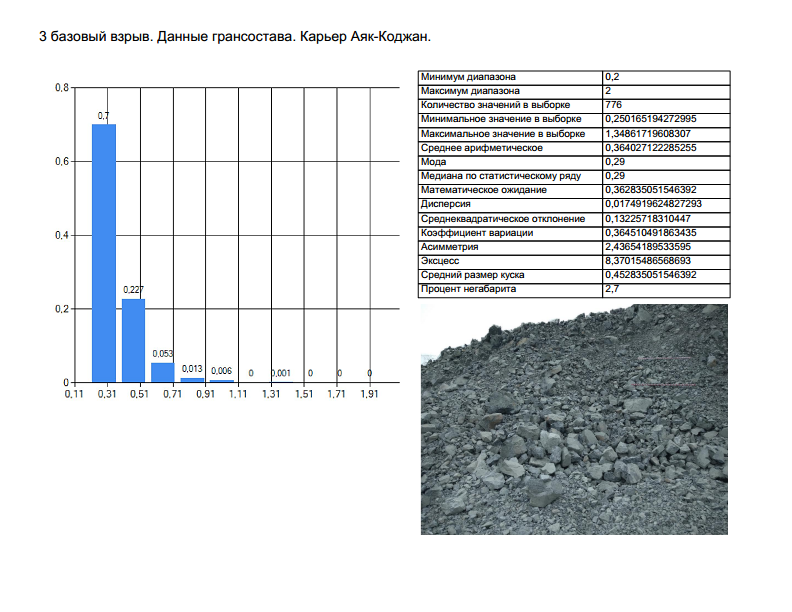 3 базовый взрыв. Данные грансостава. Карьер Аяк-Коджан.
0,8
0,6
0,4
0,2
0
0,7
0,227
0,053
0,013
0,006
0
0,001
0
0
0
0,11
0,31
0,51
0,71
0,91
1,11
1,31
1,51
1,71
1,91
Минимум диапазона 0,2
Максимум диапазона 2
Количество значений в выборке 776
Минимальное значение в выборке 0,250165194272995
Максимальное значение в выборке 1,34861719608307
Среднее арифметическое 0,364027122285255
Мода 0,29
Медиана по статистическому ряду 0,29
Математическое ожидание 0,362835051546392
Дисперсия 0,0174919624827293
Среднеквадратическое отклонение 0,13225718310447
Коэффициент вариации 0,364510491863435
Асимметрия 2,43654189533595
Эксцесс 8,37015486568693
Средний размер куска 0,452835051546392
Процент негабарита 2,7